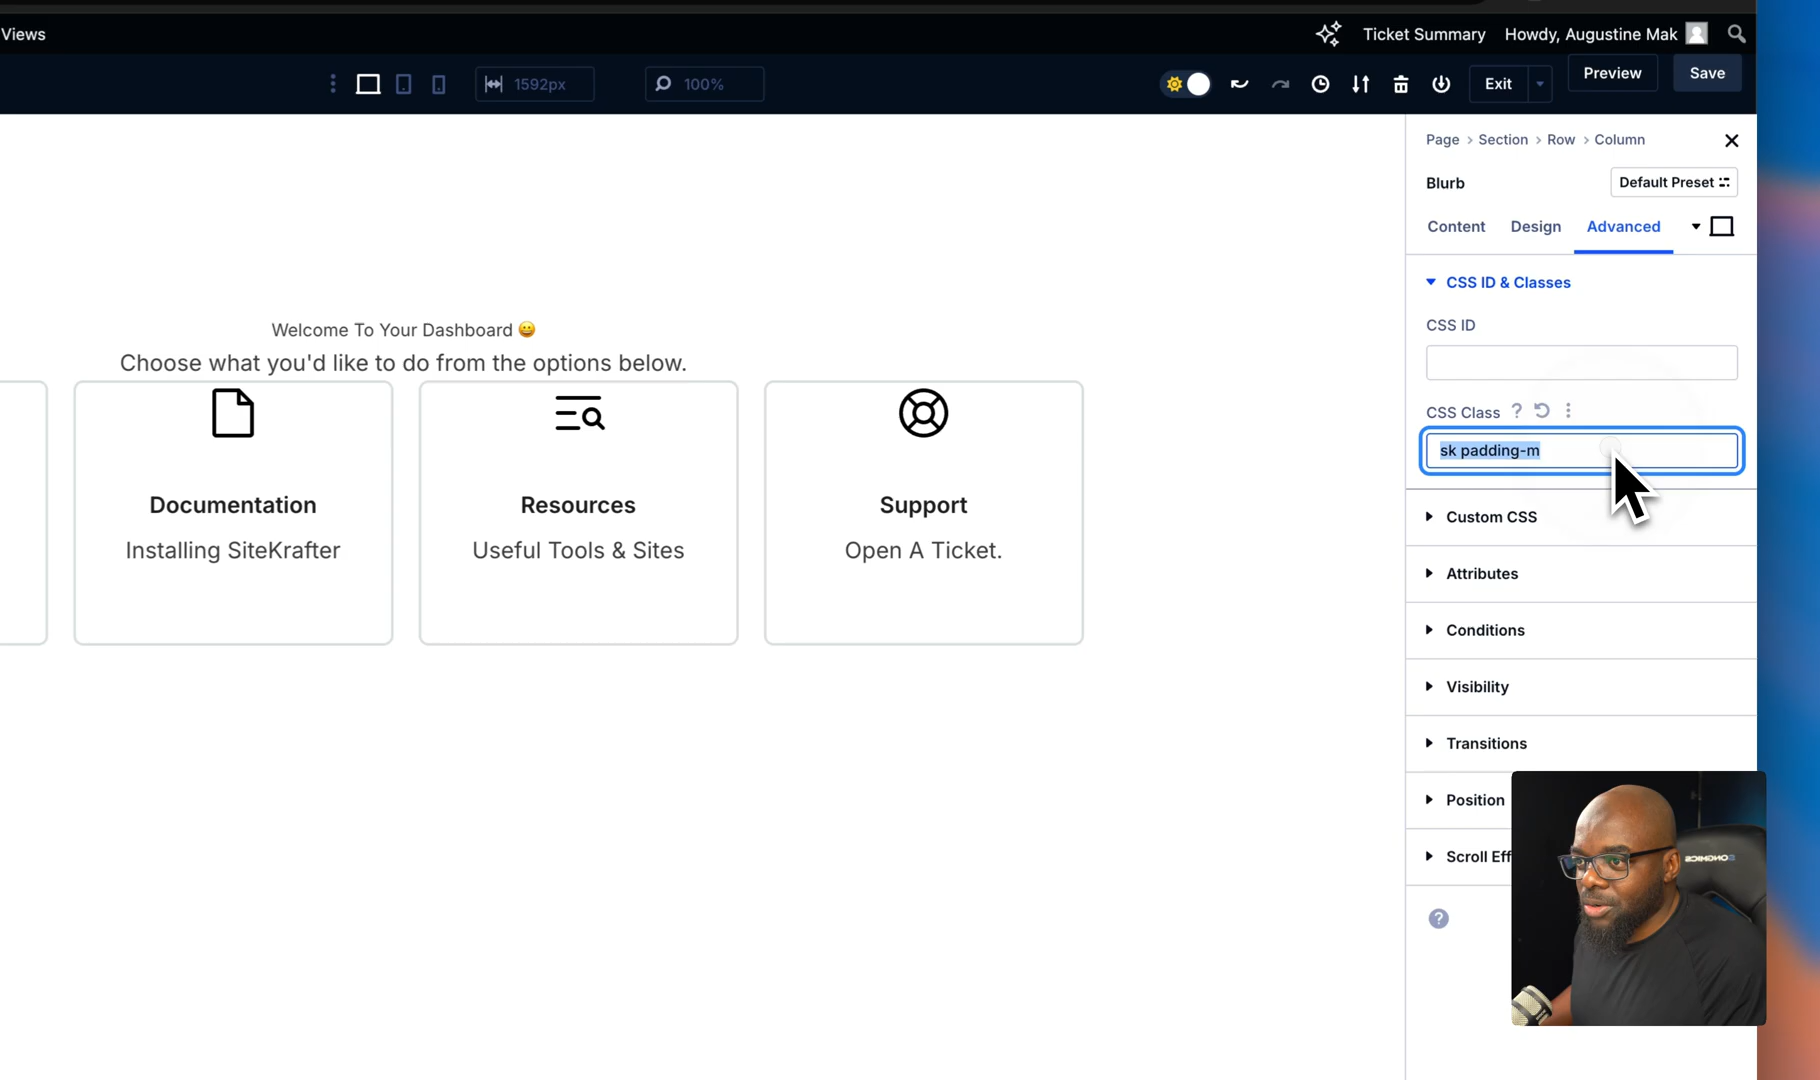 Views
Ticket Summary
Howdy, Augustine Mak
1592px
100%
Exit
Preview
Save
Page > Section > Row > Column
Blurb
Default Preset
Content
Design
Advanced
CSS ID & Classes
CSS ID
CSS Class ?
sk padding-m
Custom CSS
Attributes
Conditions
Visibility
Transitions
Position
Scroll Eff
?
Welcome To Your Dashboard 😀
Choose what you'd like to do from the options below.
Documentation
Installing SiteKrafter
Resources
Useful Tools & Sites
Support
Open A Ticket.